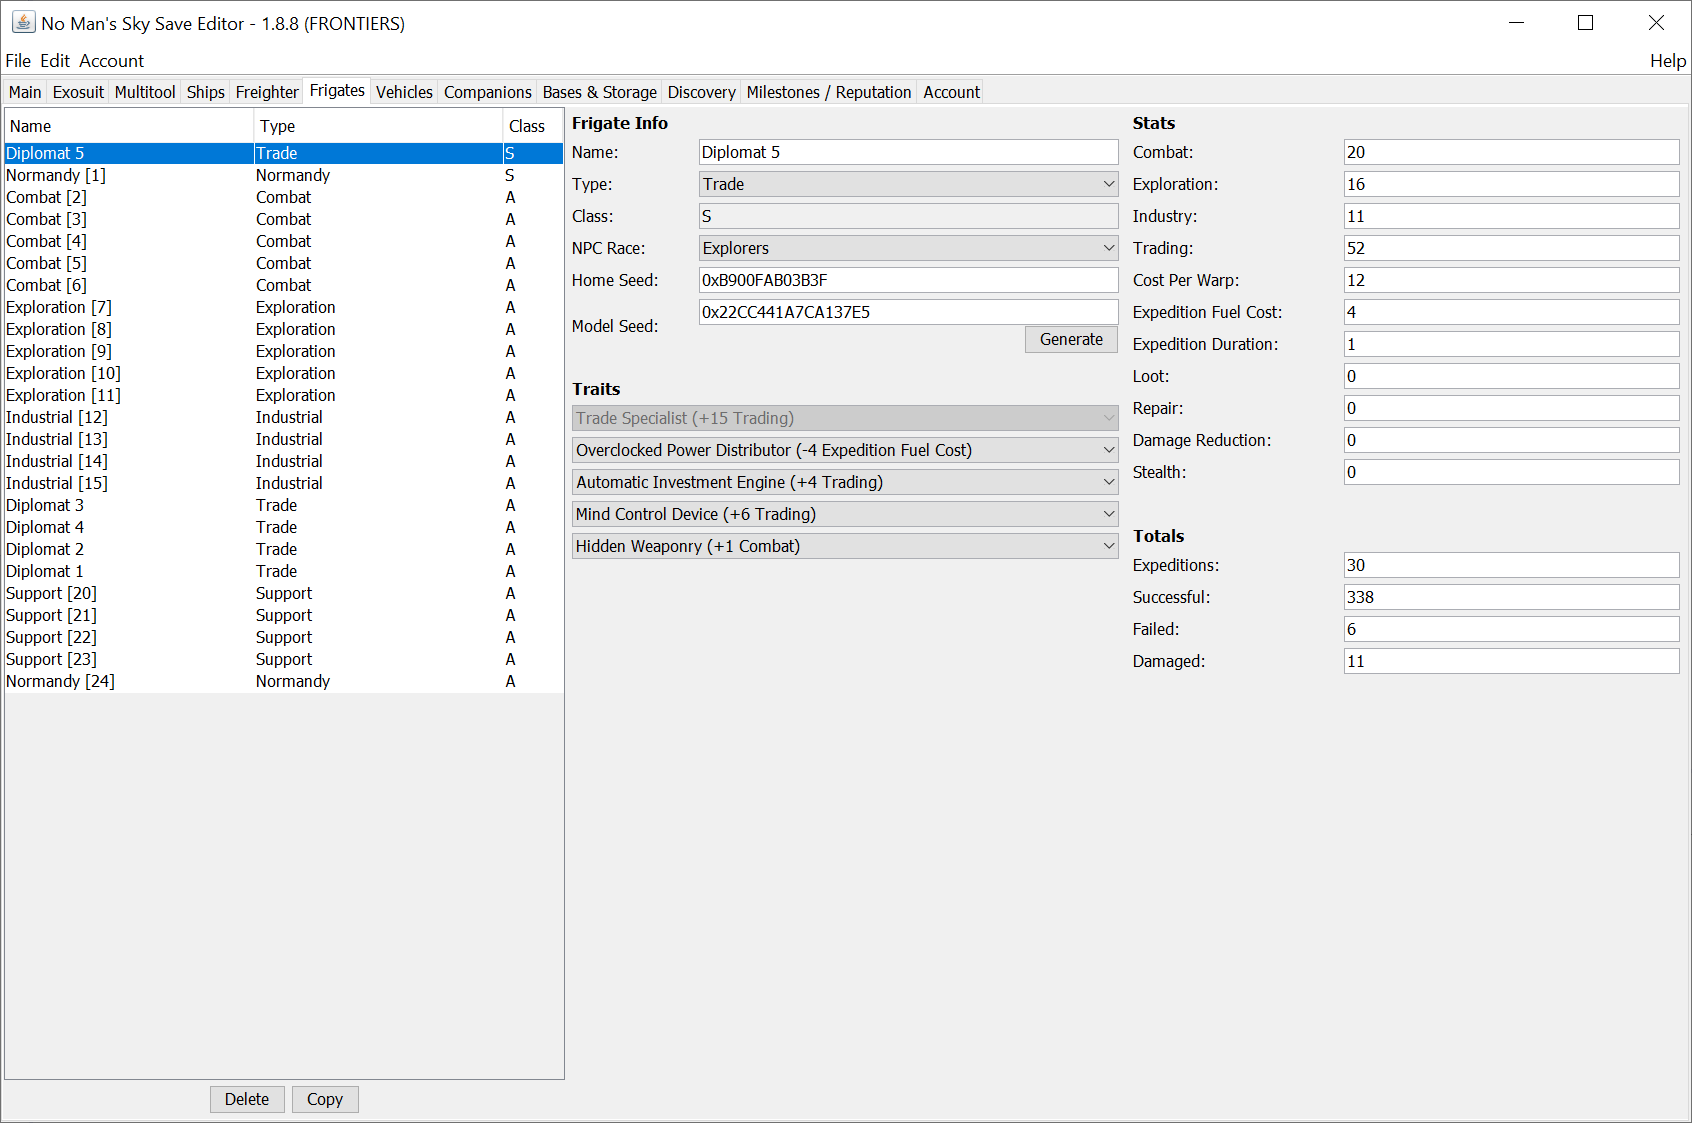 No Man's Sky Save Editor - 1.8.8 (FRONTIERS)
File Edit Account Help
Main Exosuit Multitool Ships Freighter Frigates Vehicles Companions Bases & Storage Discovery Milestones / Reputation Account
Name Type Class
Diplomat 5 Trade S
Normandy [1] Normandy S
Combat [2] Combat A
Combat [3] Combat A
Combat [4] Combat A
Combat [5] Combat A
Combat [6] Combat A
Exploration [7] Exploration A
Exploration [8] Exploration A
Exploration [9] Exploration A
Exploration [10] Exploration A
Exploration [11] Exploration A
Industrial [12] Industrial A
Industrial [13] Industrial A
Industrial [14] Industrial A
Industrial [15] Industrial A
Diplomat 3 Trade A
Diplomat 4 Trade A
Diplomat 2 Trade A
Diplomat 1 Trade A
Support [20] Support A
Support [21] Support A
Support [22] Support A
Support [23] Support A
Normandy [24] Normandy A
Delete Copy
Frigate Info
Name: Diplomat 5
Type: Trade
Class: S
NPC Race: Explorers
Home Seed: 0xB900FAB03B3F
Model Seed: 0x22CC441A7CA137E5
Generate
Traits
Trade Specialist (+15 Trading)
Overclocked Power Distributor (-4 Expedition Fuel Cost)
Automatic Investment Engine (+4 Trading)
Mind Control Device (+6 Trading)
Hidden Weaponry (+1 Combat)
Stats
Combat: 20
Exploration: 16
Industry: 11
Trading: 52
Cost Per Warp: 12
Expedition Fuel Cost: 4
Expedition Duration: 1
Loot: 0
Repair: 0
Damage Reduction: 0
Stealth: 0
Totals
Expeditions: 30
Successful: 338
Failed: 6
Damaged: 11